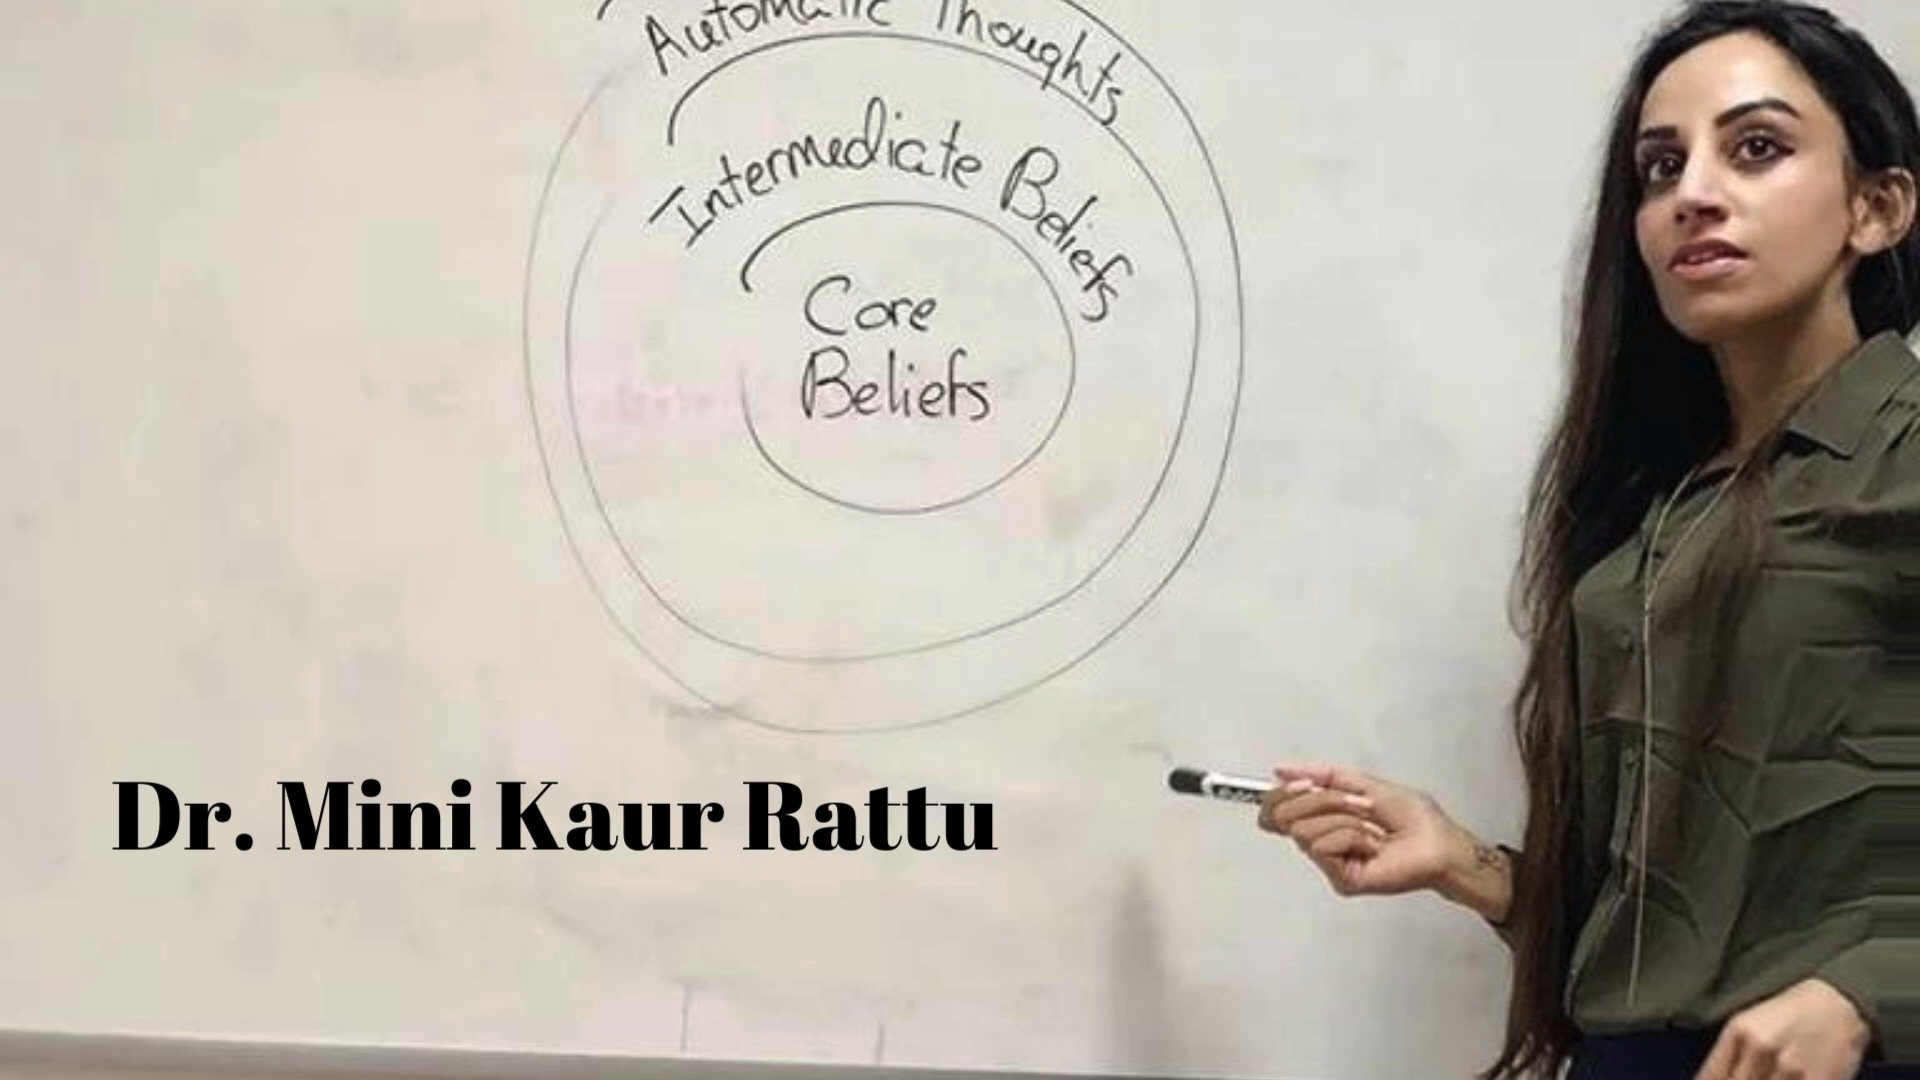 Automatic Thoughts
Intermediate Beliefs
Core
Beliefs
Dr. Mini Kaur Rattu